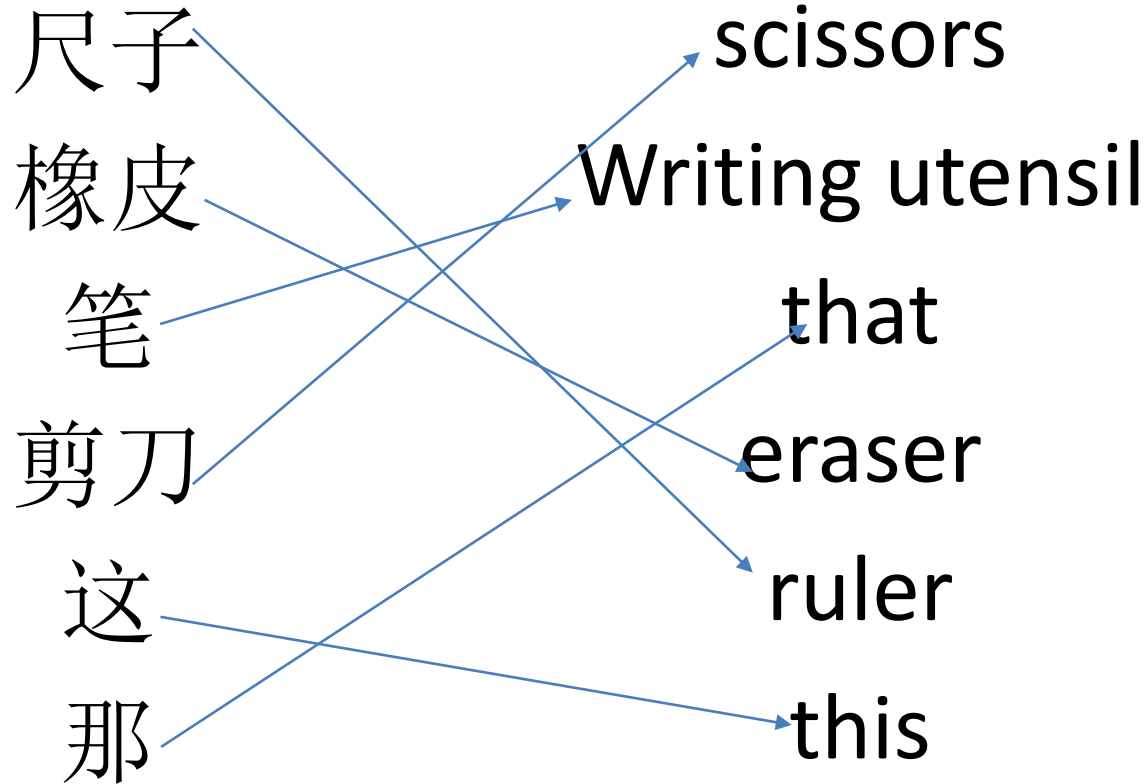 尺子 scissors
橡皮 Writing utensil
笔 that
剪刀 eraser
这 ruler
那 this